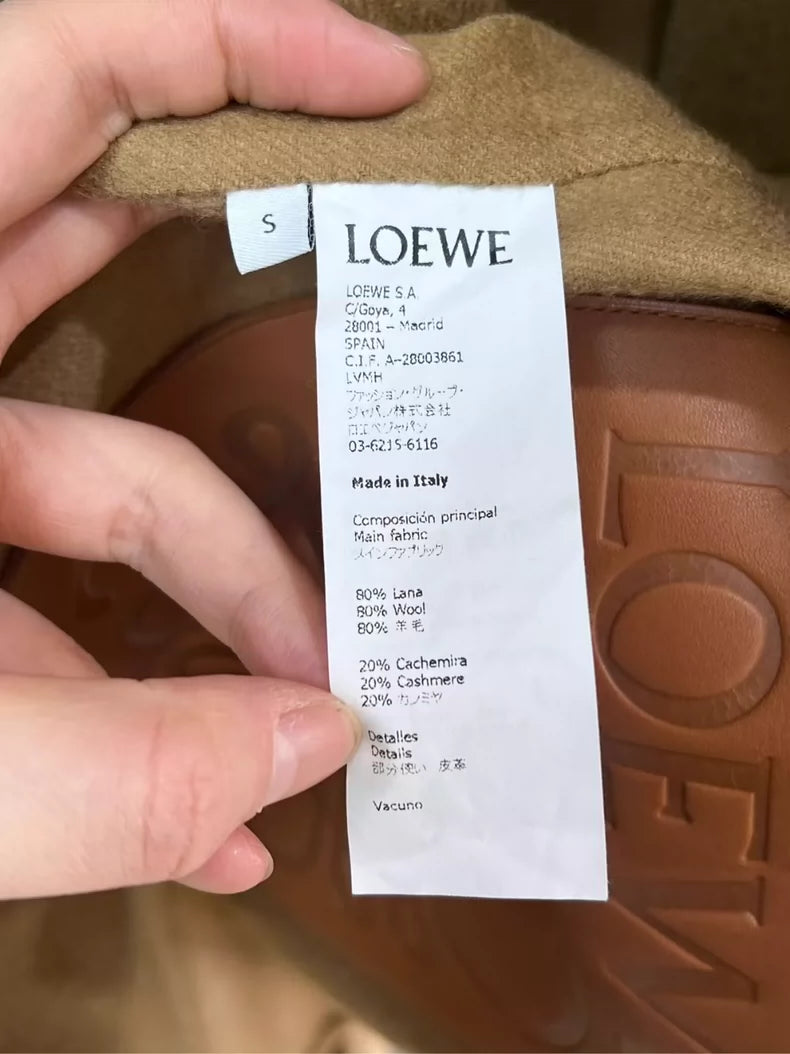 S
LOEWE
LOEWE S.A.
C/Goya, 4
28001 – Madrid
SPAIN
C.I.F. A-28003861
LVMH
ファッション・グループ・
ジャパン株式会社
ロエベジャパン
03-6215-6116
Made in Italy
Composición principal
Main fabric
メインファブリック
80% Lana
80% Wool
80% 羊毛
20% Cachemira
20% Cashmere
20% カシミヤ
Detalles
Details
部分使い 皮革
Vacuno
LOEW